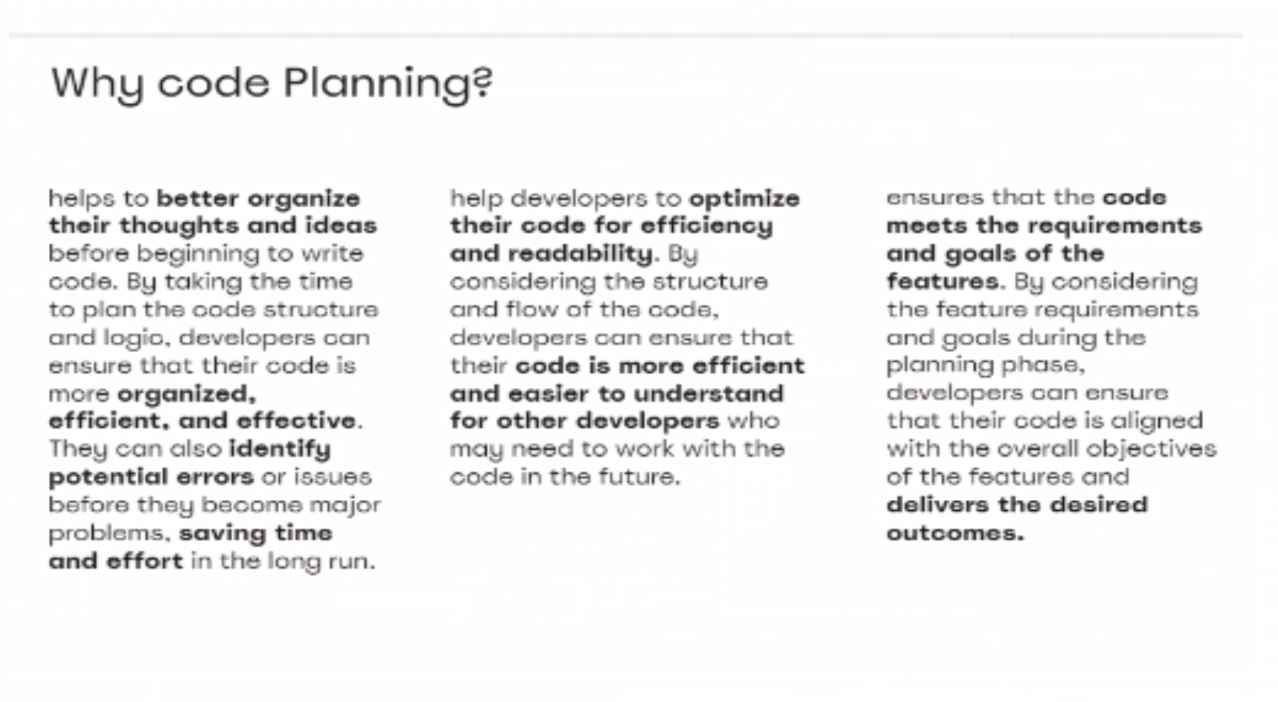 Why code Planning?
helps to better organize
their thoughts and ideas
before beginning to write
code. By taking the time
to plan the code structure
and logic, developers can
ensure that their code is
more organized,
efficient, and effective.
They can also identify
potential errors or issues
before they become major
problems, saving time
and effort in the long run.
help developers to optimize
their code for efficiency
and readability. By
considering the structure
and flow of the code,
developers can ensure that
their code is more efficient
and easier to understand
for other developers who
may need to work with the
code in the future.
ensures that the code
meets the requirements
and goals of the
features. By considering
the feature requirements
and goals during the
planning phase,
developers can ensure
that their code is aligned
with the overall objectives
of the features and
delivers the desired
outcomes.